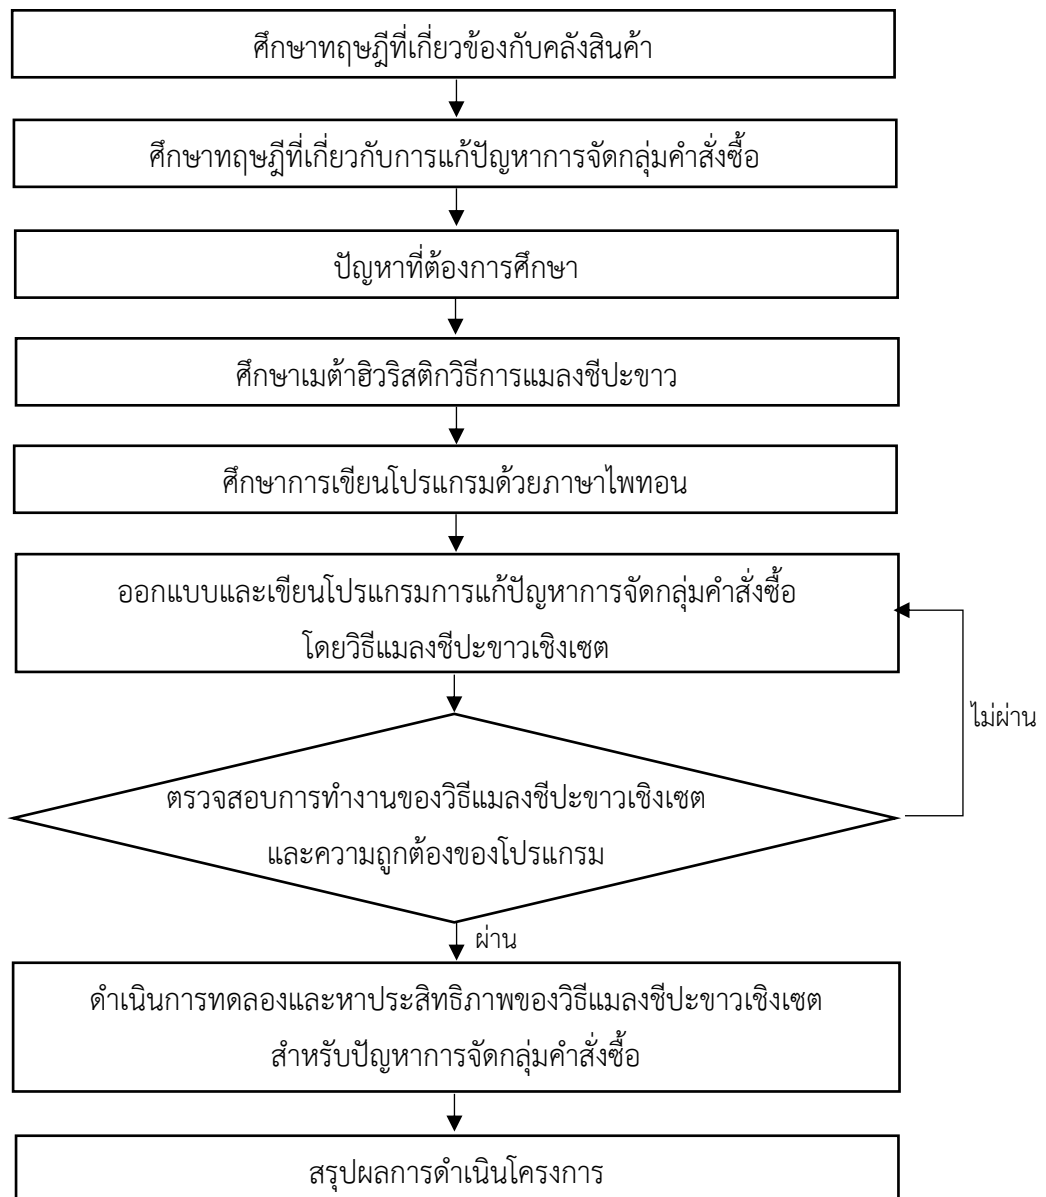 ศึกษาทฤษฎีที่เกี่ยวข้องกับคลังสินค้า
ศึกษาทฤษฎีที่เกี่ยวกับการแก้ปัญหาการจัดกลุ่มคำสั่งซื้อ
ปัญหาที่ต้องการศึกษา
ศึกษาเมต้าฮิวริสติกวิธีการแมลงชีปะขาว
ศึกษาการเขียนโปรแกรมด้วยภาษาไพทอน
ออกแบบและเขียนโปรแกรมการแก้ปัญหาการจัดกลุ่มคำสั่งซื้อ
โดยวิธีแมลงชีปะขาวเชิงเซต
ไม่ผ่าน
ตรวจสอบการทำงานของวิธีแมลงชีปะขาวเชิงเซต
และความถูกต้องของโปรแกรม
ผ่าน
ดำเนินการทดลองและหาประสิทธิภาพของวิธีแมลงชีปะขาวเชิงเซต
สำหรับปัญหาการจัดกลุ่มคำสั่งซื้อ
สรุปผลการดำเนินโครงการ